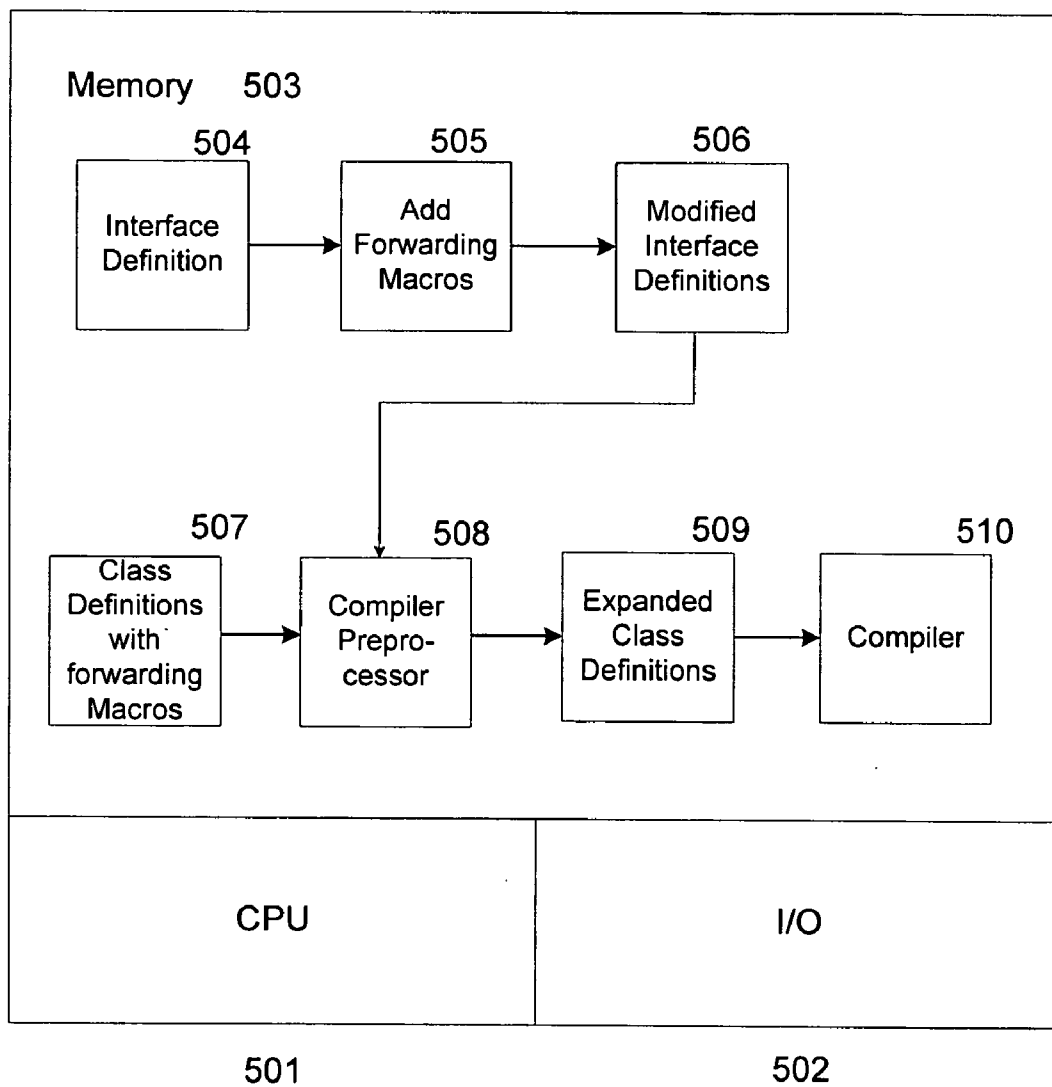 Memory 503
504
505
506
Interface
Definition
Add
Forwarding
Macros
Modified
Interface
Definitions
507
508
509
510
Class
Definitions
with
forwarding
Macros
Compiler
Prepro-
cessor
Expanded
Class
Definitions
Compiler
CPU
I/O
501
502